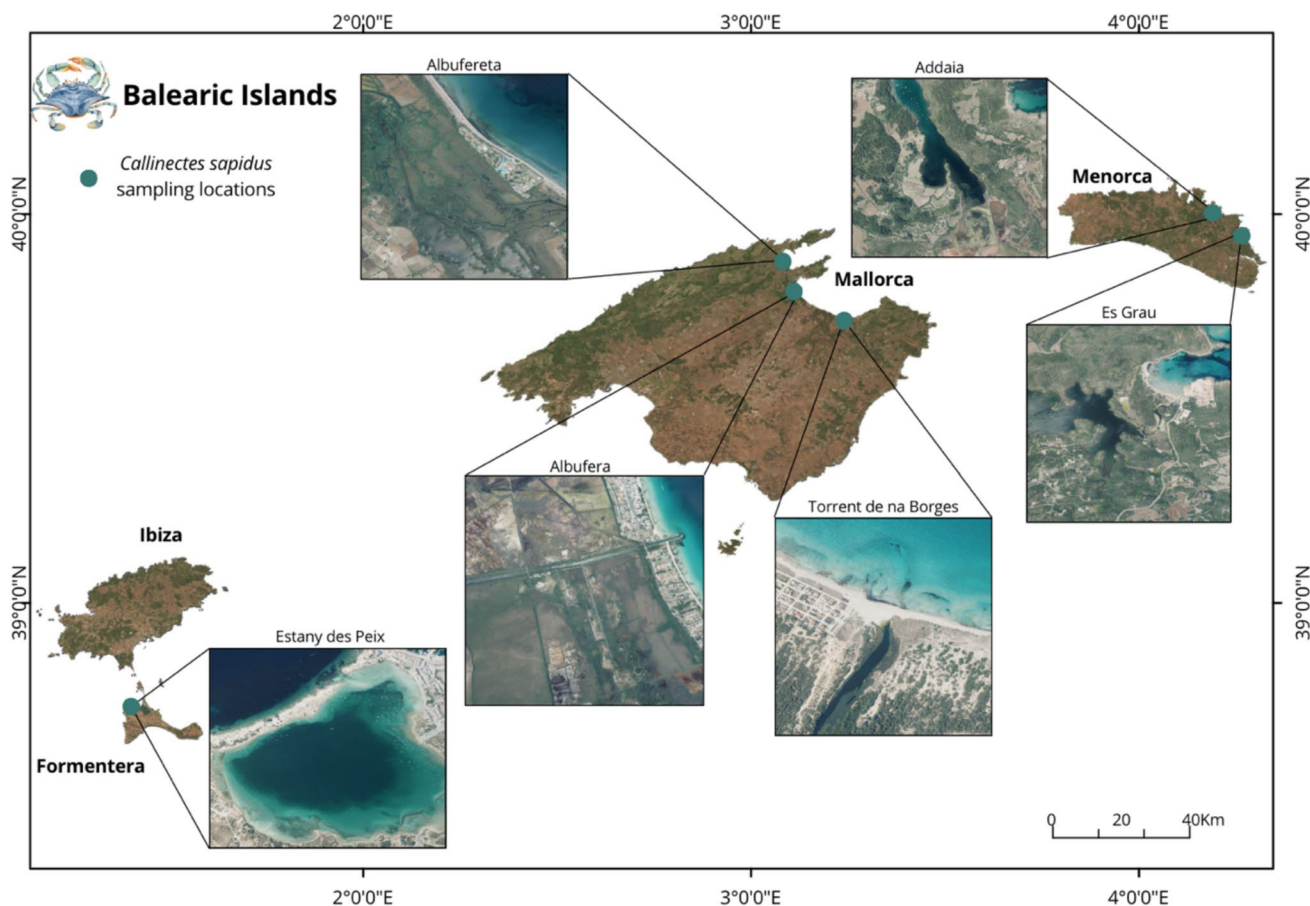 2°0'0"E
3°0'0"E
4°0'0"E
Balearic Islands
Callinectes sapidus
sampling locations
Albufereta
Addaia
Menorca
40°0'0"N
40°0'0"N
Mallorca
Es Grau
Albufera
Torrent de na Borges
Ibiza
39°0'0"N
39°0'0"N
Estany des Peix
Formentera
0 20 40Km
2°0'0"E
3°0'0"E
4°0'0"E